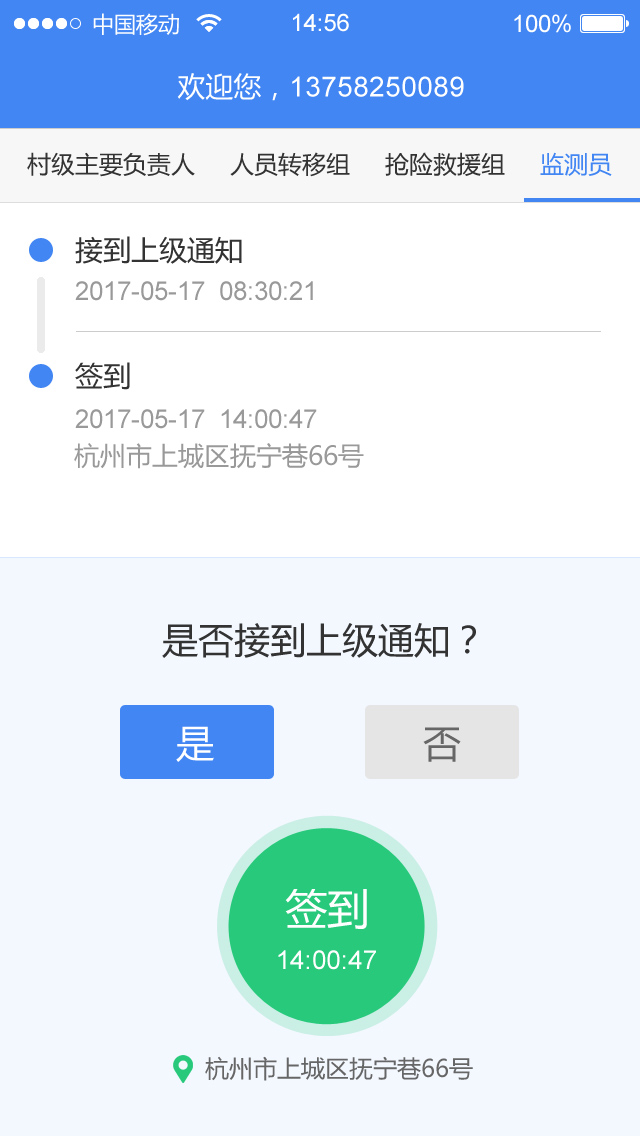 中国移动 14:56 100%
欢迎您，13758250089
村级主要负责人 人员转移组 抢险救援组 监测员
接到上级通知
2017-05-17 08:30:21
签到
2017-05-17 14:00:47
杭州市上城区抚宁巷66号
是否接到上级通知？
是 否
签到
14:00:47
杭州市上城区抚宁巷66号